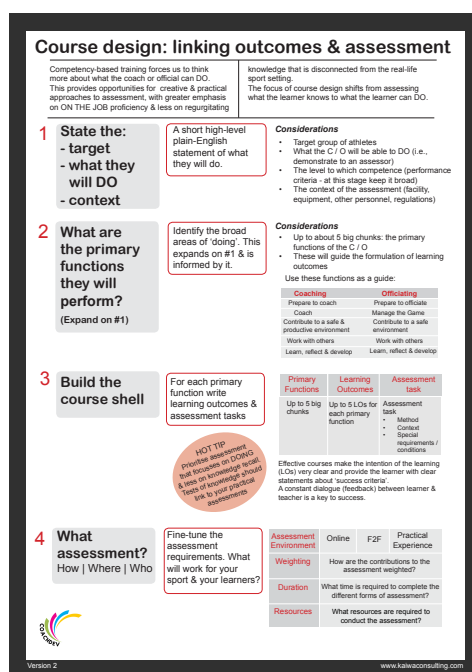 Course design: linking outcomes & assessment
Competency-based training forces us to think
more about what the coach or official can DO.
This provides opportunities for creative & practical
approaches to assessment, with greater emphasis
on ON THE JOB proficiency & less on regurgitating
knowledge that is disconnected from the real-life
sport setting.
The focus of course design shifts from assessing
what the learner knows to what the learner can DO.
1
State the:
- target
- what they
will DO
- context
A short high-level
plain-English
statement of what
they will do.
Considerations
• Target group of athletes
• What the C / O will be able to DO (i.e.,
demonstrate to an assessor)
• The level to which competence (performance
criteria - at this stage keep it broad)
• The context of the assessment (facility,
equipment, other personnel, regulations)
2
What are
the primary
functions
they will
perform?
(Expand on #1)
Identify the broad
areas of 'doing'. This
expands on #1 & is
informed by it.
Considerations
• Up to about 5 big chunks: the primary
functions of the C / O
• These will guide the formulation of learning
outcomes
Use these functions as a guide:
Coaching Officiating
Prepare to coach Prepare to officiate
Coach Manage the Game
Contribute to a safe & Contribute to a safe
productive environment environment
Work with others Work with others
Learn, reflect & develop Learn, reflect & develop
3
Build the
course shell
For each primary
function write
learning outcomes &
assessment tasks
HOT TIP
Prioritise assessment
that focusses on DOING
& less on knowledge recall.
Tests of knowledge should
link to your practical
assessments
Primary Learning Assessment
Functions Outcomes task
Up to 5 big Up to 5 LOs for Assessment
chunks each primary task
function • Method
• Context
• Special
requirements /
conditions
Effective courses make the intention of the learning
(LOs) very clear and provide the learner with clear
statements about 'success criteria'.
A constant dialogue (feedback) between learner &
teacher is a key to success.
4
What
assessment?
How | Where | Who
Fine-tune the
assessment
requirements. What
will work for your
sport & your learners?
Assessment Online F2F Practical
Environment Experience
Weighting How are the contributions to the
assessment weighted?
Duration What time is required to complete the
different forms of assessment?
Resources What resources are required to
conduct the assessment?
COACHDEV
Version 2
www.kaiwaconsulting.com